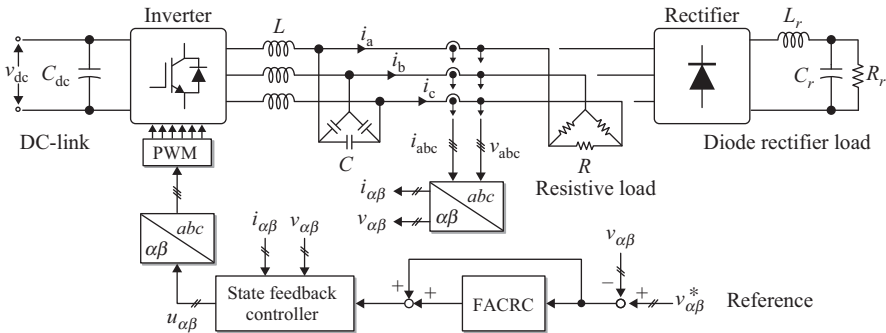 Inverter
Rectifier
L
i_a
i_b
i_c
L_r
v_dc
C_dc
C_r
R_r
DC-link
PWM
C
i_abc
v_abc
R
Resistive load
Diode rectifier load
abc
αβ
i_αβ
v_αβ
abc
αβ
i_αβ
v_αβ
v_αβ
State feedback
controller
+
+
FACRC
−
+
v*_αβ
Reference
u_αβ